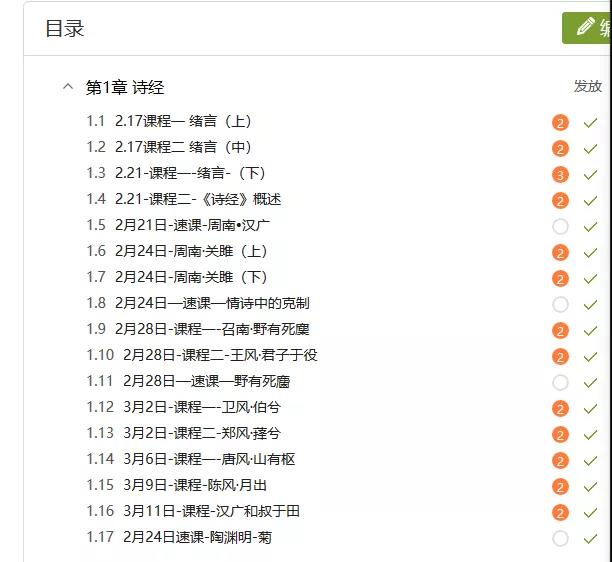 目录
编
第1章 诗经 发放
1.1 2.17课程一 绪言（上） 2
1.2 2.17课程二 绪言（中） 2
1.3 2.21-课程一-绪言-（下） 3
1.4 2.21-课程二-《诗经》概述 2
1.5 2月21日-速课-周南•汉广
1.6 2月24日-周南·关雎（上） 2
1.7 2月24日-周南·关雎（下） 2
1.8 2月24日—速课—情诗中的克制
1.9 2月28日-课程一-召南·野有死麇 2
1.10 2月28日-课程二-王风·君子于役 2
1.11 2月28日—速课—野有死麕
1.12 3月2日-课程一-卫风·伯兮 2
1.13 3月2日-课程二-郑风·萚兮 2
1.14 3月6日-课程一-唐风·山有枢 2
1.15 3月9日-课程-陈风·月出 2
1.16 3月11日-课程-汉广和叔于田 2
1.17 2月24日速课-陶渊明-菊